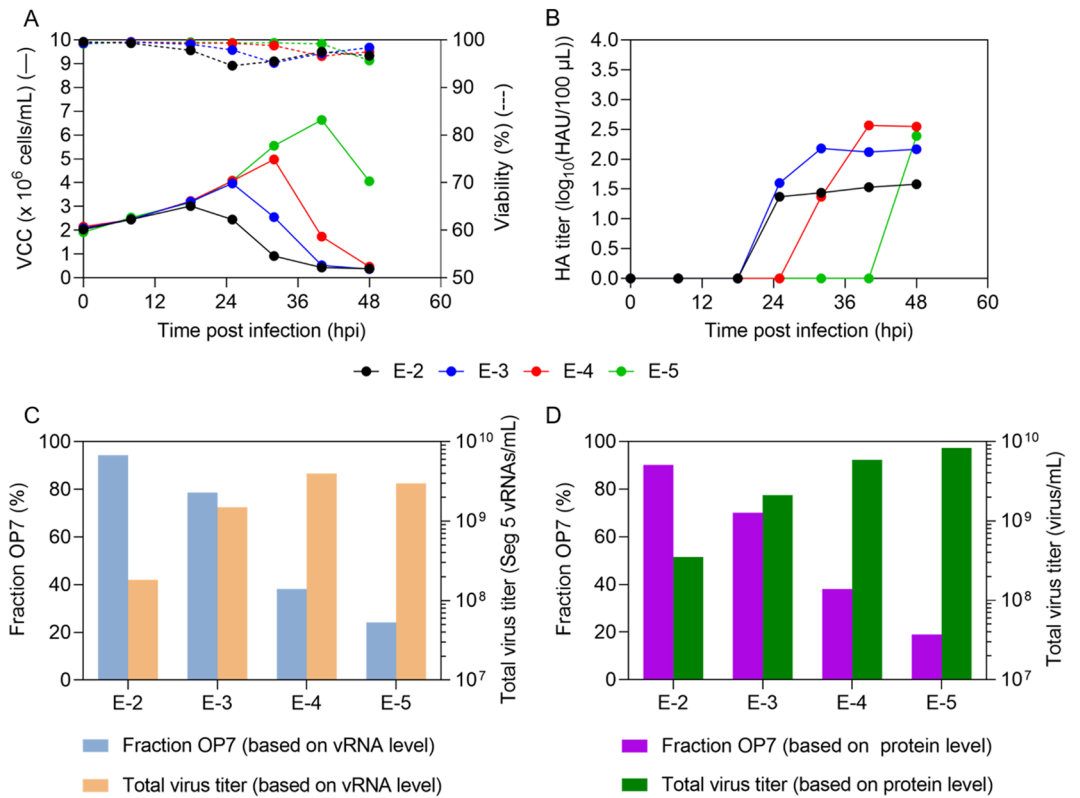 A
VCC (x 10⁶ cells/mL) (—)
10
9
8
7
6
5
4
3
2
1
0
100
90
80
70
60
50
Viability (%) (---)
0 12 24 36 48 60
Time post infection (hpi)
B
HA titer (log₁₀(HAU/100 µL))
4.0
3.5
3.0
2.5
2.0
1.5
1.0
0.5
0.0
0 12 24 36 48 60
Time post infection (hpi)
E-2 E-3 E-4 E-5
C
Fraction OP7 (%)
100
80
60
40
20
0
10¹⁰
10⁹
10⁸
10⁷
Total virus titer (Seg 5 vRNAs/mL)
E-2 E-3 E-4 E-5
Fraction OP7 (based on vRNA level)
Total virus titer (based on vRNA level)
D
Fraction OP7 (%)
100
80
60
40
20
0
10¹⁰
10⁹
10⁸
10⁷
Total virus titer (virus/mL)
E-2 E-3 E-4 E-5
Fraction OP7 (based on protein level)
Total virus titer (based on protein level)